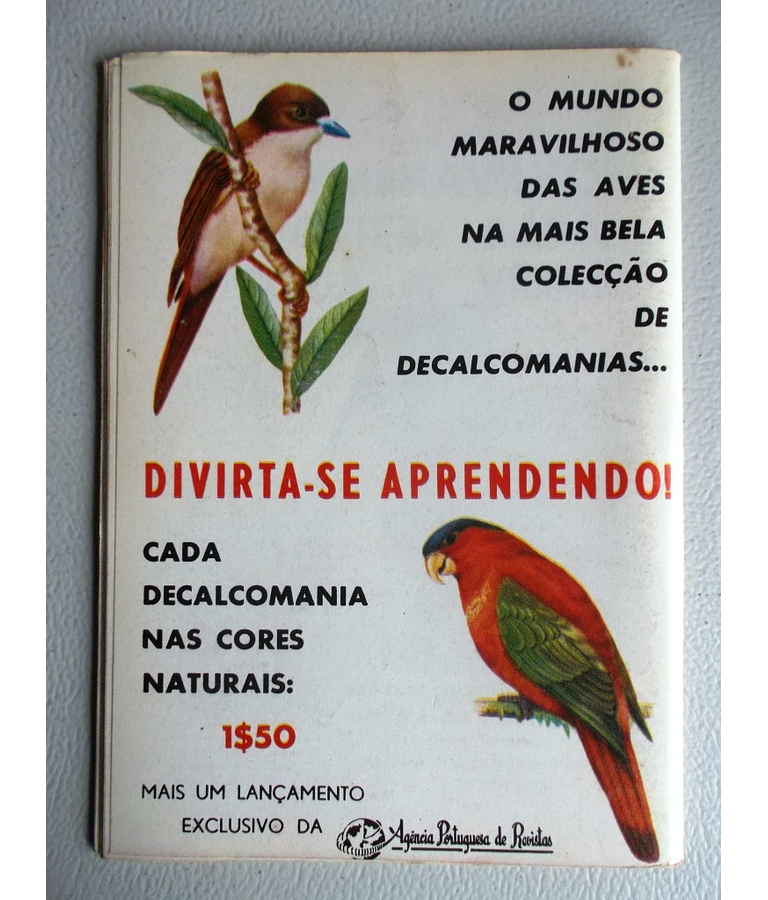 O MUNDO
MARAVILHOSO
DAS AVES
NA MAIS BELA
COLECÇÃO
DE
DECALCOMANIAS...
DIVIRTA-SE APRENDENDO!
CADA
DECALCOMANIA
NAS CORES
NATURAIS:
1$50
MAIS UM LANÇAMENTO
EXCLUSIVO DA Agência Portuguesa de Revistas